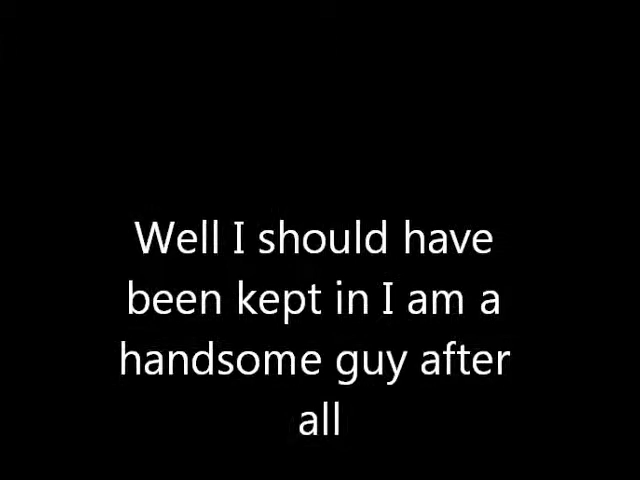 Well I should have
been kept in I am a
handsome guy after
all